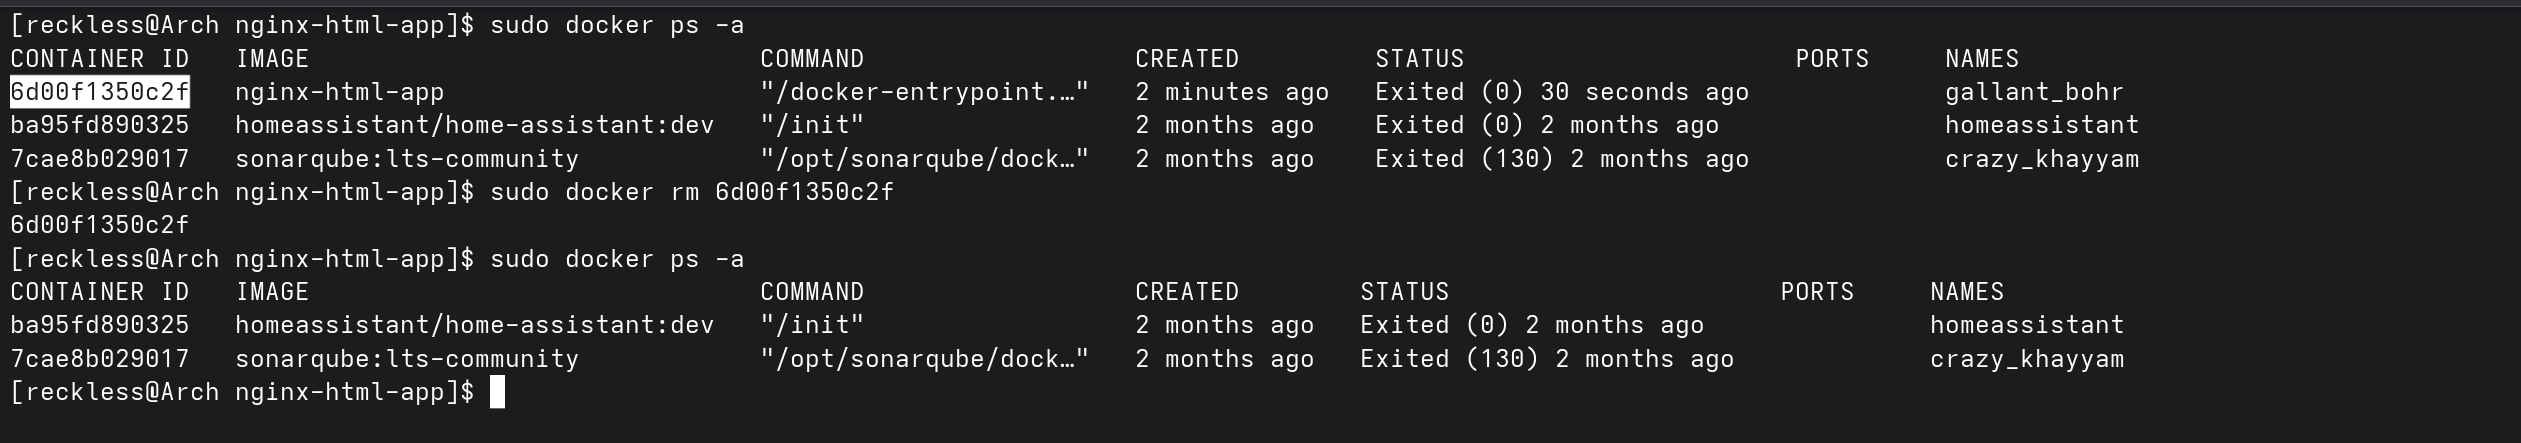 [reckless@Arch nginx-html-app]$ sudo docker ps -a
CONTAINER ID   IMAGE                              COMMAND                  CREATED         STATUS                      PORTS     NAMES
6d00f1350c2f   nginx-html-app                     "/docker-entrypoint.…"   2 minutes ago   Exited (0) 30 seconds ago             gallant_bohr
ba95fd890325   homeassistant/home-assistant:dev   "/init"                  2 months ago    Exited (0) 2 months ago               homeassistant
7cae8b029017   sonarqube:lts-community            "/opt/sonarqube/dock…"   2 months ago    Exited (130) 2 months ago             crazy_khayyam
[reckless@Arch nginx-html-app]$ sudo docker rm 6d00f1350c2f
6d00f1350c2f
[reckless@Arch nginx-html-app]$ sudo docker ps -a
CONTAINER ID   IMAGE                              COMMAND                  CREATED        STATUS                      PORTS     NAMES
ba95fd890325   homeassistant/home-assistant:dev   "/init"                  2 months ago   Exited (0) 2 months ago               homeassistant
7cae8b029017   sonarqube:lts-community            "/opt/sonarqube/dock…"   2 months ago   Exited (130) 2 months ago             crazy_khayyam
[reckless@Arch nginx-html-app]$